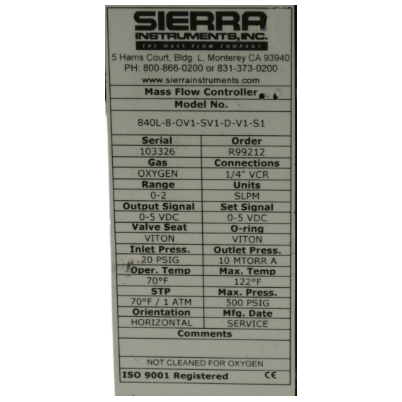 SIERRA
INSTRUMENTS, INC.
THE MASS FLOW COMPANY
5 Harris Court, Bldg L. Monterey CA 93940
PH: 800-866-0200 or 831-373-0200
www.sierrainstruments.com
Mass Flow Controller
Model No.
840L-8-OV1-SV1-D-V1-S1
Serial Order
103326 R99212
Gas Connections
OXYGEN 1/4" VCR
Range Units
0-2 SLPM
Output Signal Set Signal
0-5 VDC 0-5 VDC
Valve Seat O-ring
VITON VITON
Inlet Press. Outlet Press.
20 PSIG 10 MTORR A
Oper. Temp Max. Temp.
70°F 122°F
STP Max. Press.
70°F / 1 ATM 500 PSIG
Orientation Mfg. Date
HORIZONTAL SERVICE
Comments
NOT CLEANED FOR OXYGEN
ISO 9001 Registered CE